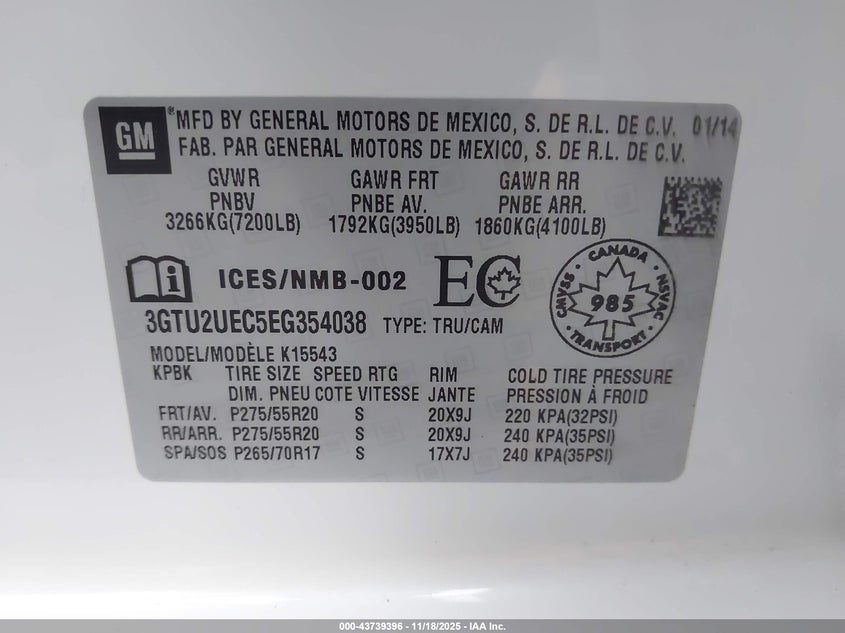 GM
® MFD BY GENERAL MOTORS DE MEXICO, S. DE R.L. DE C.V. 01/14
FAB. PAR GENERAL MOTORS DE MEXICO, S. DE R.L. DE C.V.
GVWR GAWR FRT GAWR RR
PNBV PNBE AV. PNBE ARR.
3266KG(7200LB) 1792KG(3950LB) 1860KG(4100LB)
i ICES/NMB-002 EC
CANADA
CMVSS 985 NSVAC
TRANSPORT
3GTU2UEC5EG354038 TYPE: TRU/CAM
MODEL/MODÈLE K15543
KPBK TIRE SIZE SPEED RTG RIM COLD TIRE PRESSURE
DIM. PNEU COTE VITESSE JANTE PRESSION À FROID
FRT/AV. P275/55R20 S 20X9J 220 KPA(32PSI)
RR/ARR. P275/55R20 S 20X9J 240 KPA(35PSI)
SPA/SOS P265/70R17 S 17X7J 240 KPA(35PSI)
000-43739396 - 11/18/2025 - IAA Inc.